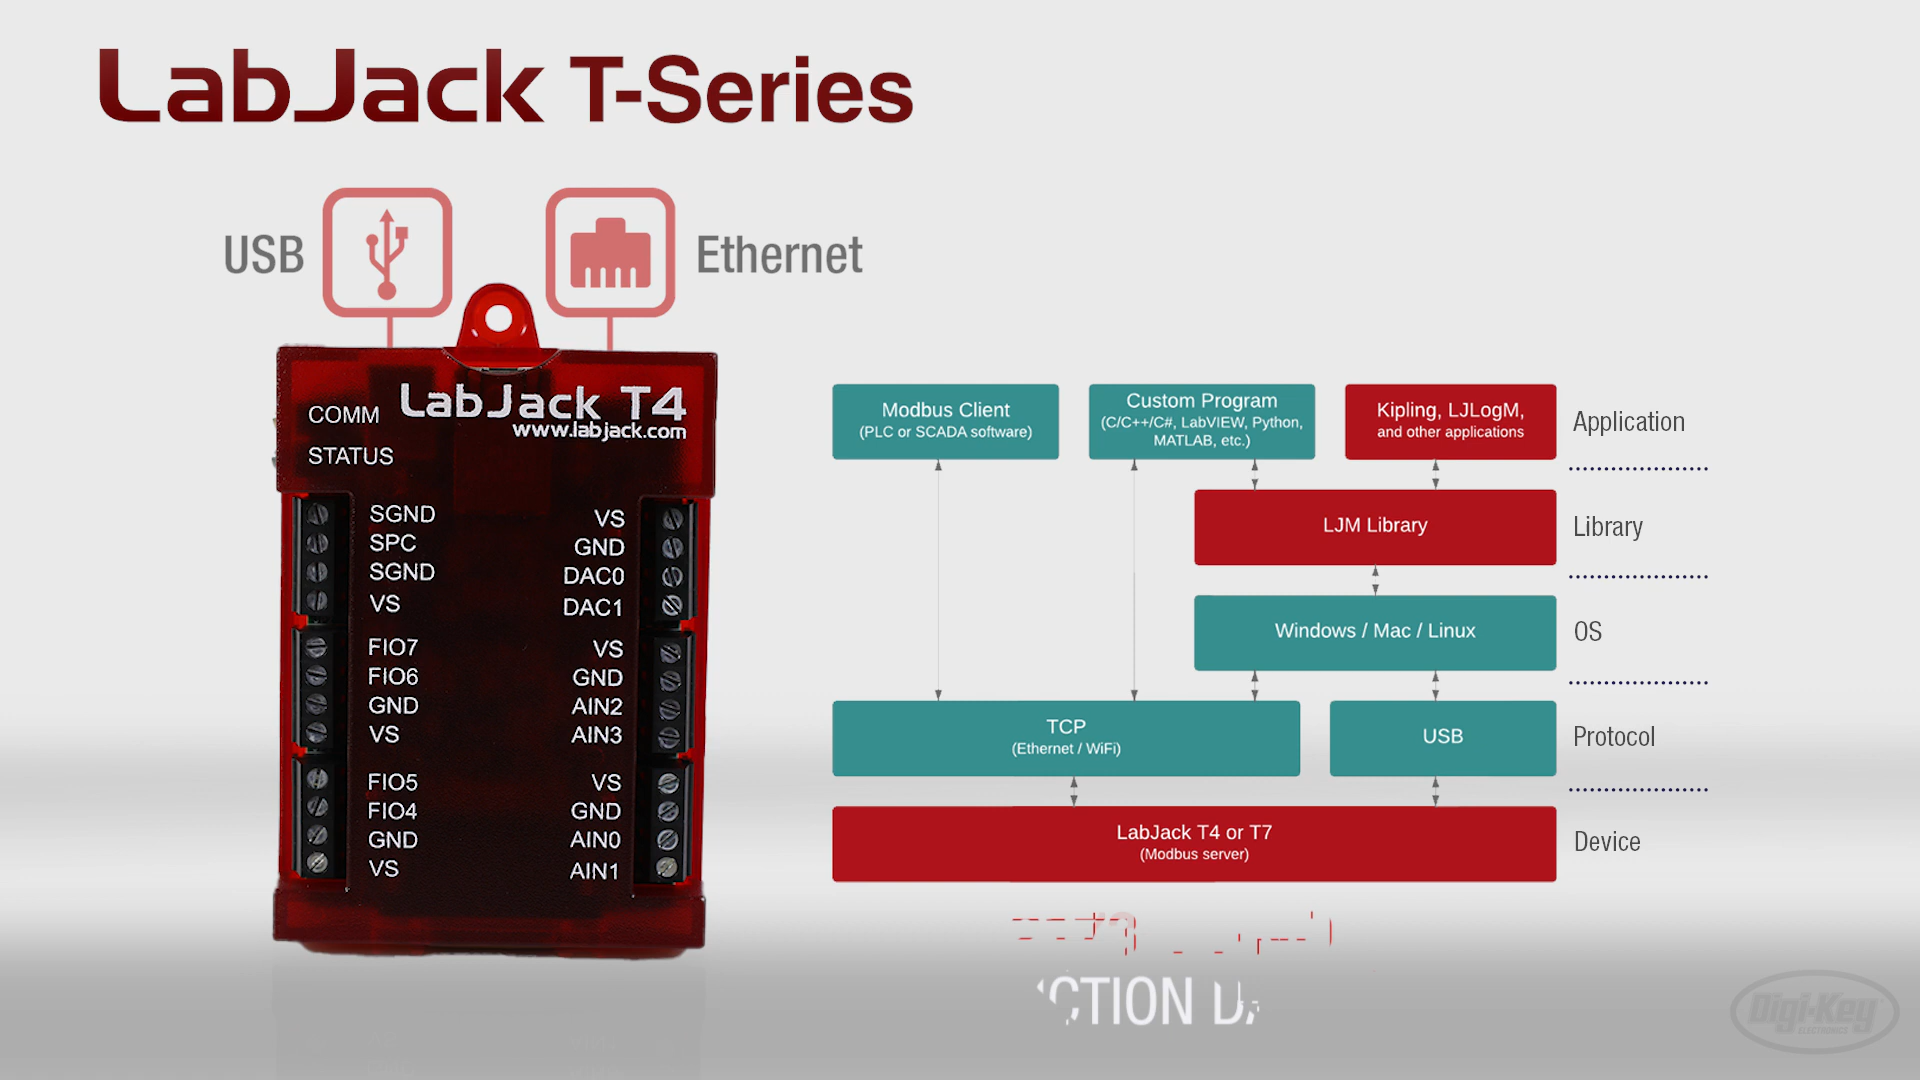 LabJack T-Series
USB
Ethernet
LabJack T4
www.labjack.com
COMM
STATUS
SGND
SPC
SGND
VS
FIO7
FIO6
GND
VS
FIO5
FIO4
GND
VS
VS
GND
DAC0
DAC1
VS
GND
AIN2
AIN3
VS
GND
AIN0
AIN1
Modbus Client
(PLC or SCADA software)
Custom Program
(C/C++/C#, LabVIEW, Python,
MATLAB, etc.)
Kipling, LJLogM,
and other applications
Application
LJM Library
Library
Windows / Mac / Linux
OS
TCP
(Ethernet / WiFi)
USB
Protocol
LabJack T4 or T7
(Modbus server)
Device
Digi-Key
ELECTRONICS